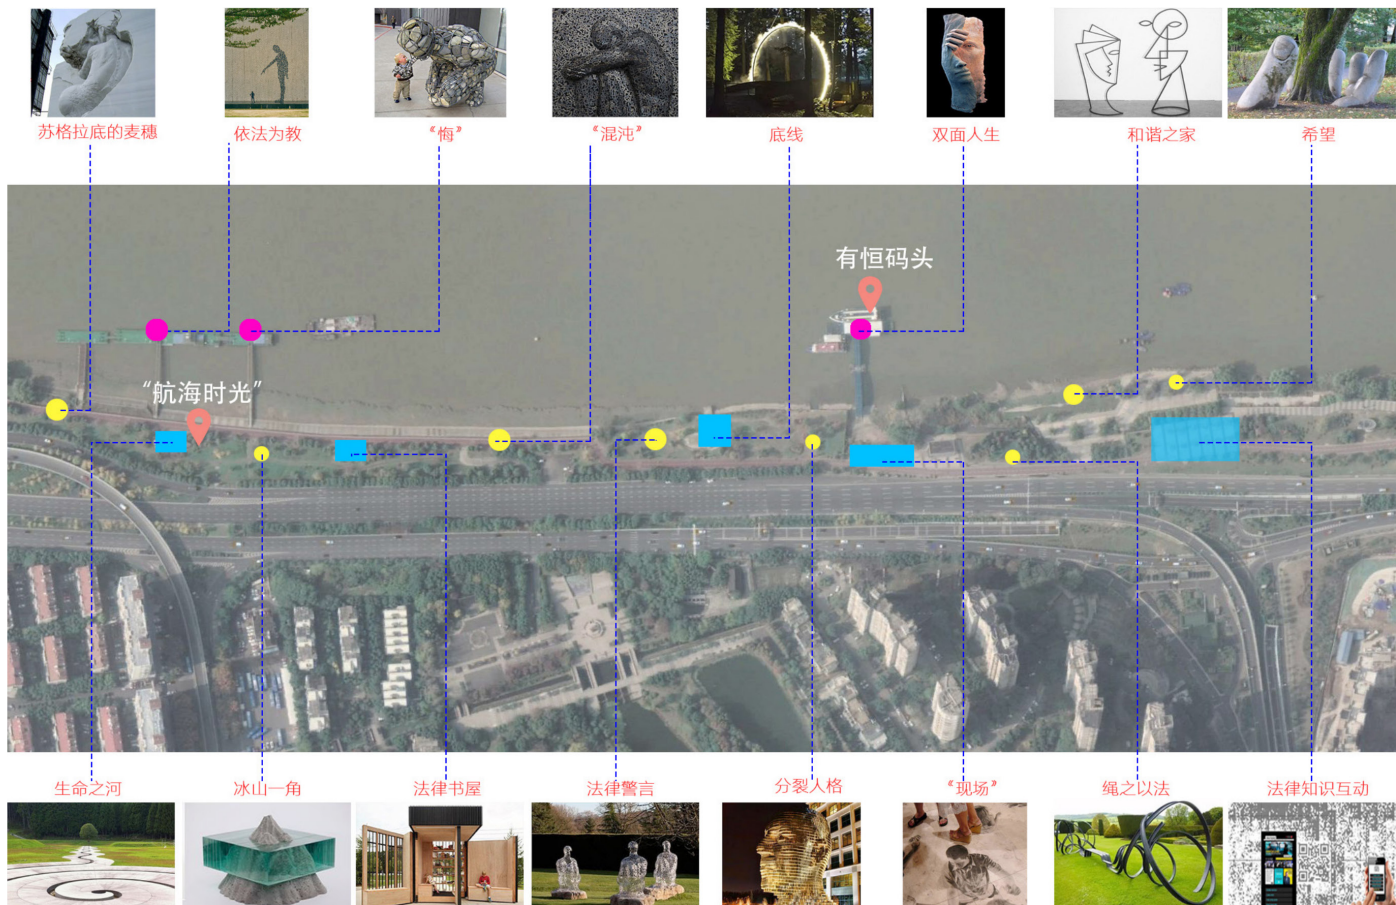 苏格拉底的麦穗
依法为教
“悔”
“混沌”
底线
双面人生
和谐之家
希望
有恒码头
“航海时光”
生命之河
冰山一角
法律书屋
法律警言
分裂人格
“现场”
绳之以法
法律知识互动